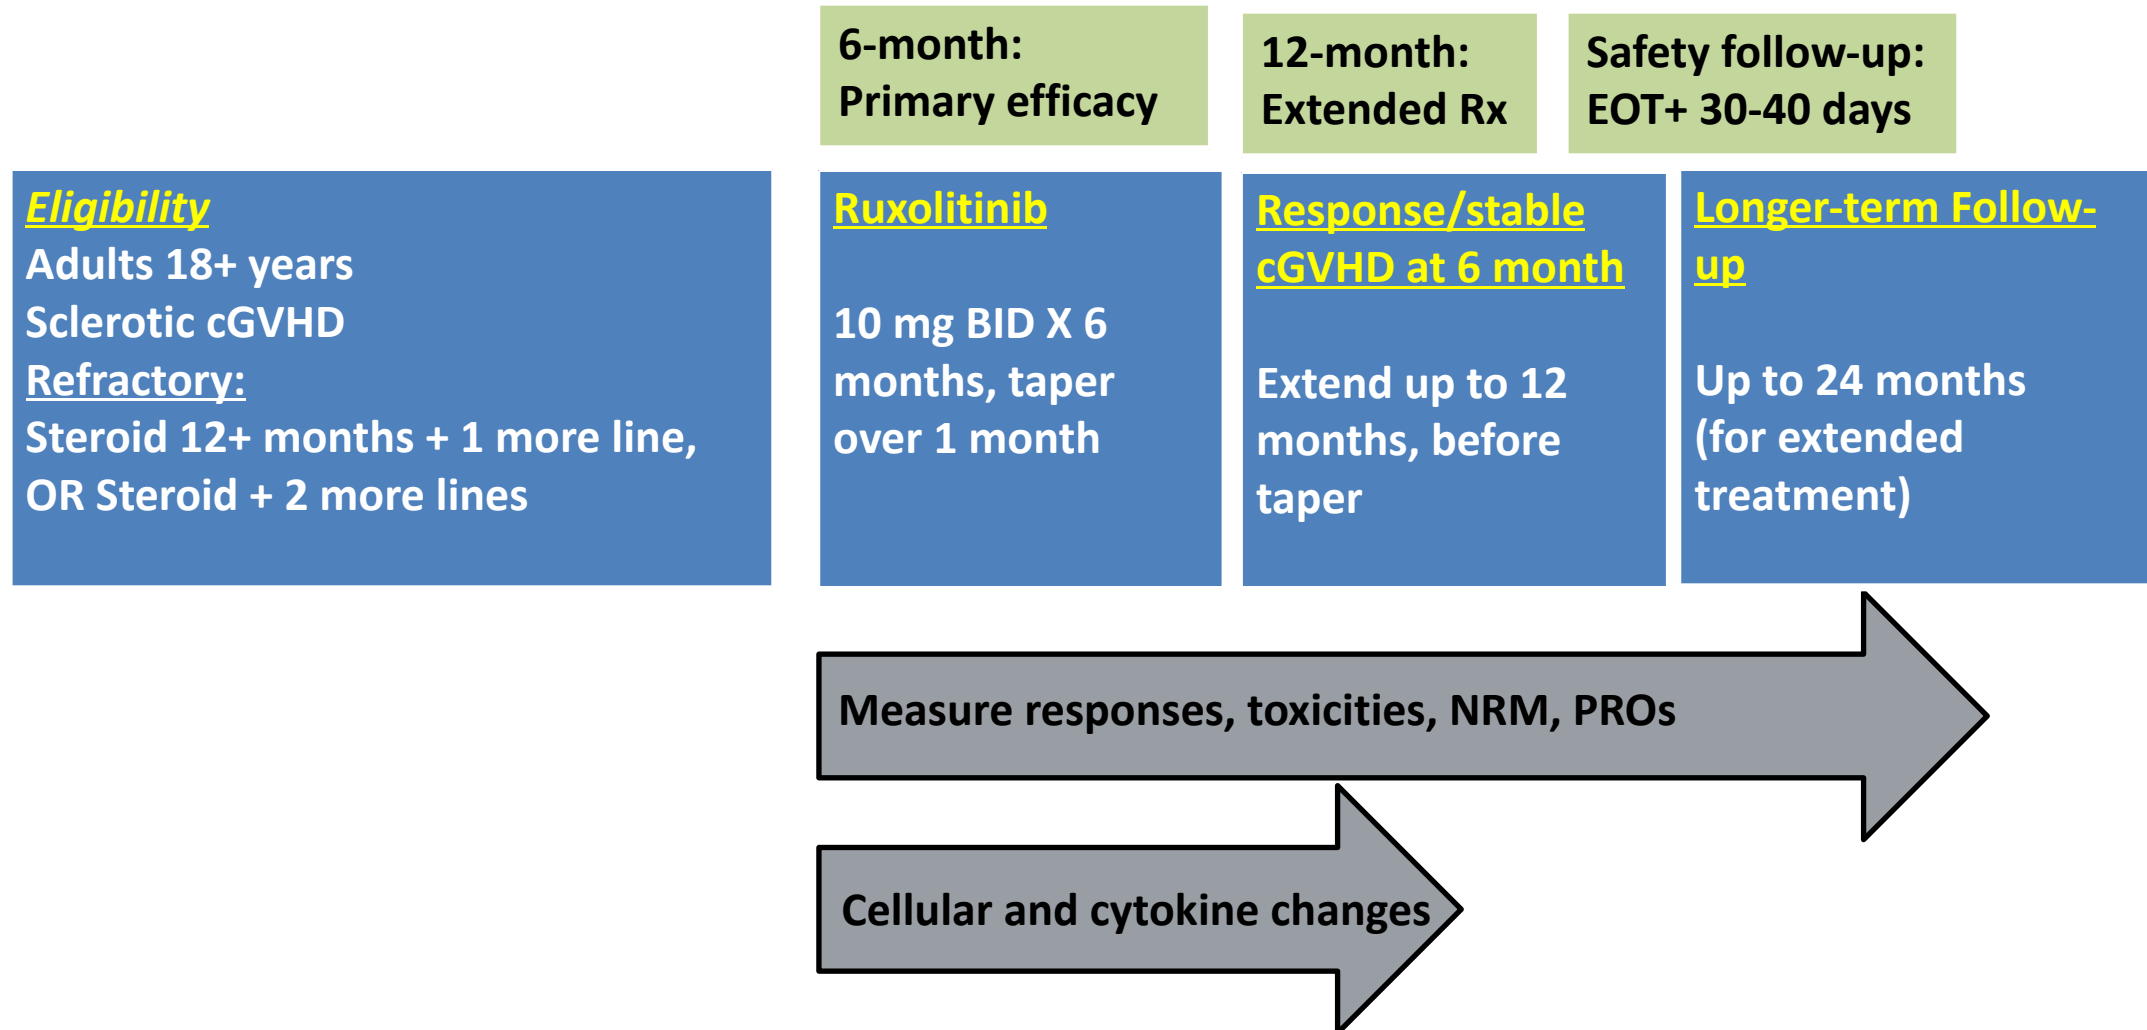 6-month:
Primary efficacy
12-month:
Extended Rx
Safety follow-up:
EOT+ 30-40 days
Eligibility
Adults 18+ years
Sclerotic cGVHD
Refractory:
Steroid 12+ months + 1 more line,
OR Steroid + 2 more lines
Ruxolitinib
10 mg BID X 6
months, taper
over 1 month
Response/stable
cGVHD at 6 month
Extend up to 12
months, before
taper
Longer-term Follow-
up
Up to 24 months
(for extended
treatment)
Measure responses, toxicities, NRM, PROs
Cellular and cytokine changes